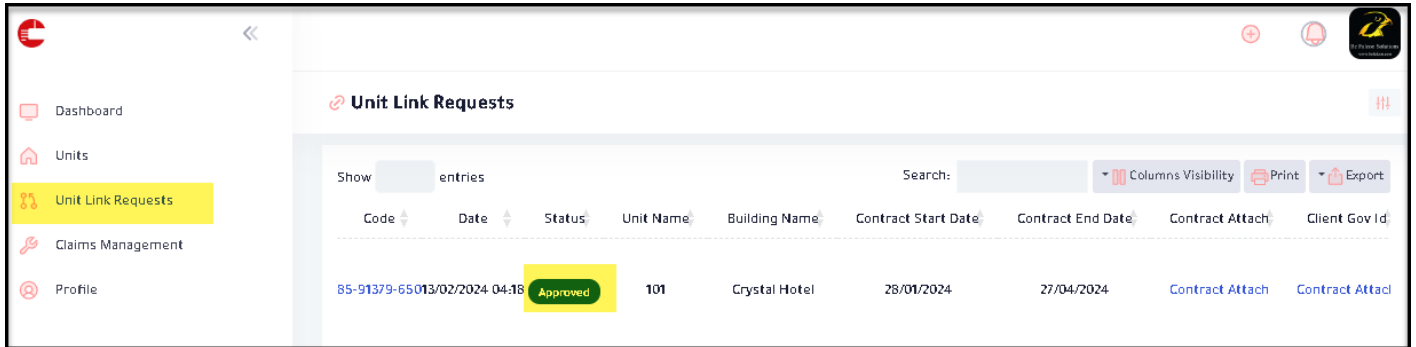 Dashboard
Units
Unit Link Requests
Claims Management
Profile
Unit Link Requests
Show entries
Search:
Columns Visibility
Print
Export
Code Date Status Unit Name Building Name Contract Start Date Contract End Date Contract Attach Client Gov Id
85-91379-650 13/02/2024 04:18 Approved 101 Crystal Hotel 28/01/2024 27/04/2024 Contract Attach Contract Attach